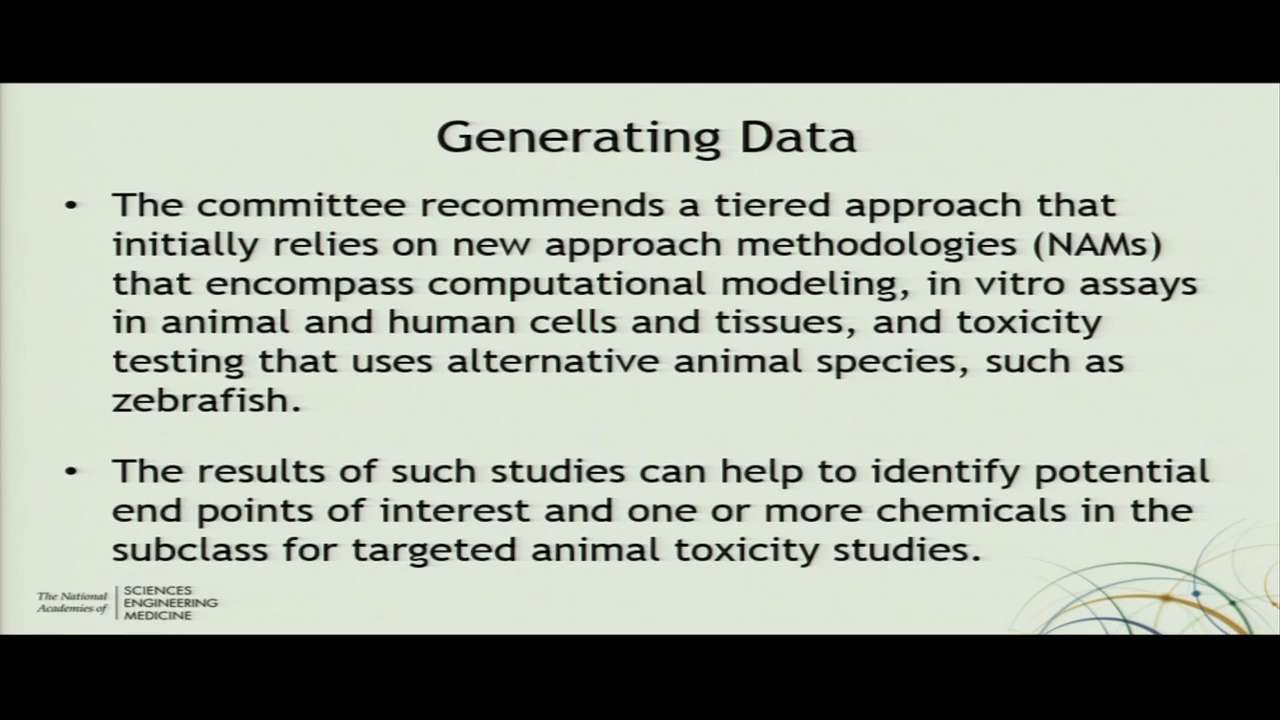 Generating Data
• The committee recommends a tiered approach that
initially relies on new approach methodologies (NAMs)
that encompass computational modeling, in vitro assays
in animal and human cells and tissues, and toxicity
testing that uses alternative animal species, such as
zebrafish.
• The results of such studies can help to identify potential
end points of interest and one or more chemicals in the
subclass for targeted animal toxicity studies.
The National
Academies of
SCIENCES
ENGINEERING
MEDICINE